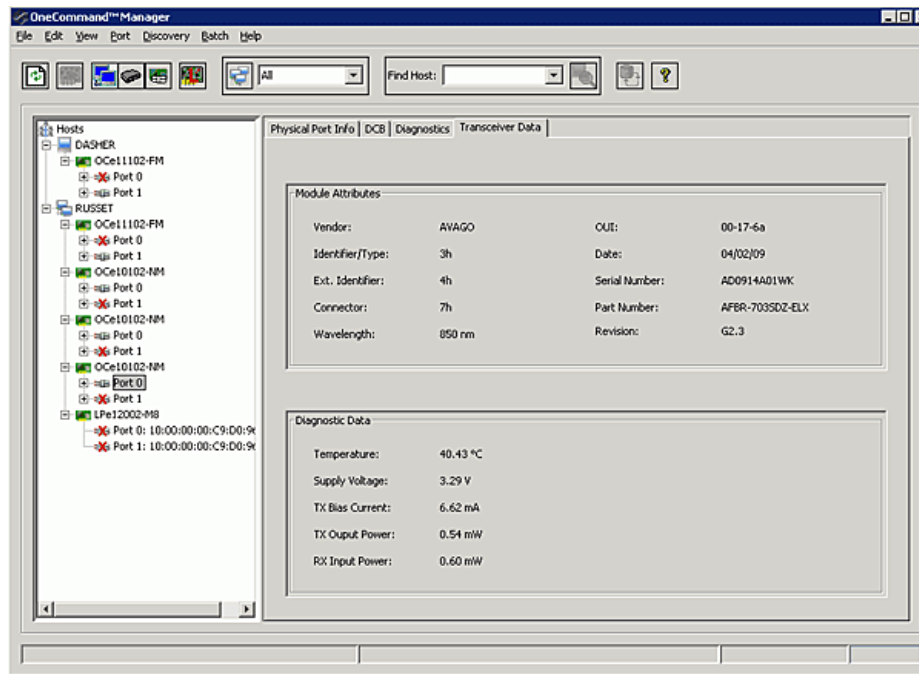 OneCommand™ Manager
File Edit View Port Discovery Batch Help
All
Find Host:
Hosts
DASHER
OCe11102-FM
Port 0
Port 1
RUSSET
OCe11102-FM
Port 0
Port 1
OCe10102-NM
Port 0
Port 1
OCe10102-NM
Port 0
Port 1
OCe10102-NM
Port 0
Port 1
LPe12002-M8
Port 0: 10:00:00:00:C9:D0:9
Port 1: 10:00:00:00:C9:D0:9
Physical Port Info DCB Diagnostics Transceiver Data
Module Attributes
Vendor: AVAGO OUI: 00-17-6a
Identifier/Type: 3h Date: 04/02/09
Ext. Identifier: 4h Serial Number: AD0914A01WK
Connector: 7h Part Number: AFBR-703SDZ-ELX
Wavelength: 850 nm Revision: G2.3
Diagnostic Data
Temperature: 40.43 °C
Supply Voltage: 3.29 V
TX Bias Current: 6.62 mA
TX Ouput Power: 0.54 mW
RX Input Power: 0.60 mW